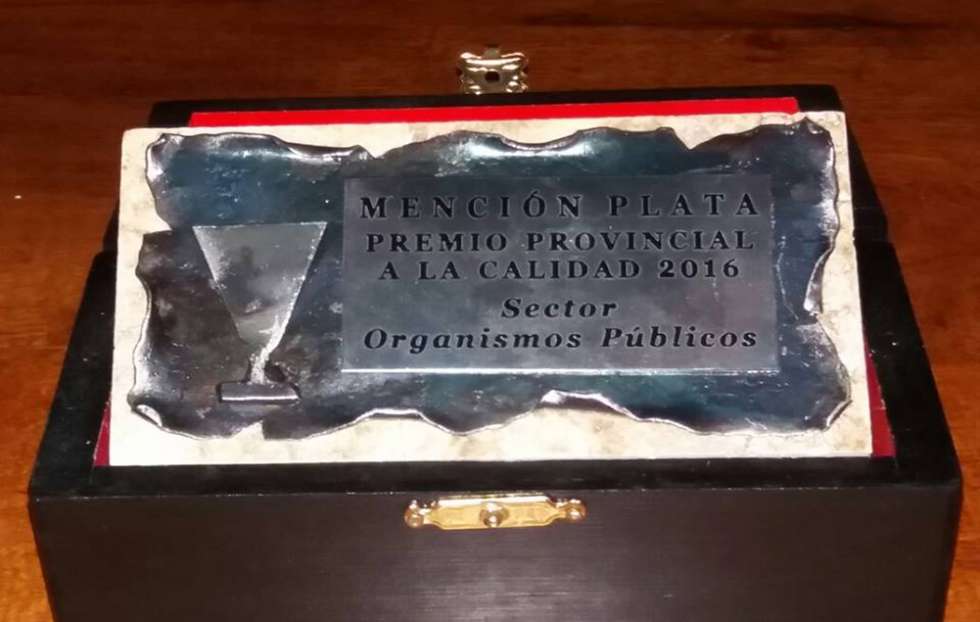 MENCIÓN PLATA
PREMIO PROVINCIAL
A LA CALIDAD 2016
Sector
Organismos Públicos